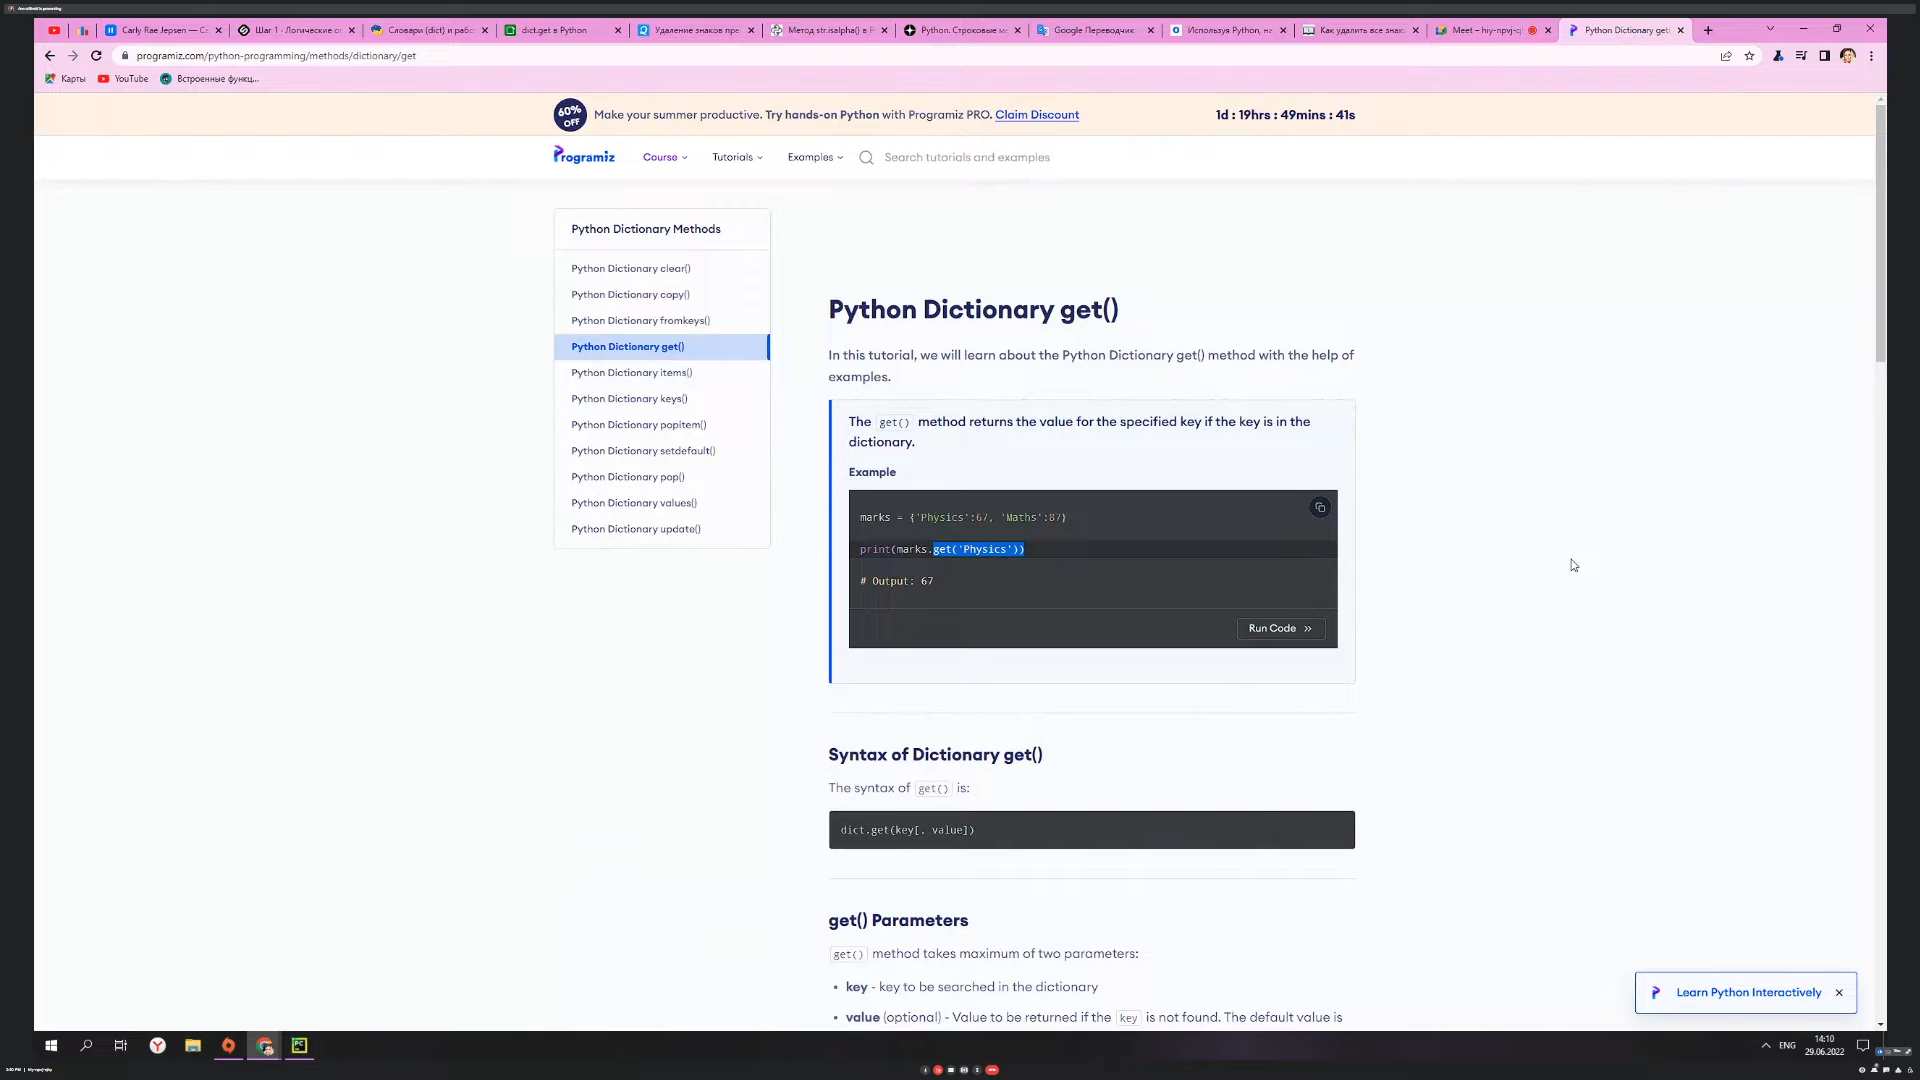 Carly Rae Jepsen — С
Шаг 1 - Логические оп
Словари (dict) и рабо
dict.get в Python
Удаление знаков пре
Метод str.isalpha() в P
Python. Строковые м
Google Переводчик
Используя Python, на
Как удалить все знак
Meet – hiy-npvj-q
Python Dictionary get(
programiz.com/python-programming/methods/dictionary/get
Карты
YouTube
Встроенные функц...
60% OFF
Make your summer productive. Try hands-on Python with Programiz PRO. Claim Discount
1d : 19hrs : 49mins : 41s
Programiz
Course
Tutorials
Examples
Search tutorials and examples
Python Dictionary Methods
Python Dictionary clear()
Python Dictionary copy()
Python Dictionary fromkeys()
Python Dictionary get()
Python Dictionary items()
Python Dictionary keys()
Python Dictionary popitem()
Python Dictionary setdefault()
Python Dictionary pop()
Python Dictionary values()
Python Dictionary update()
Python Dictionary get()
In this tutorial, we will learn about the Python Dictionary get() method with the help of
examples.
The get() method returns the value for the specified key if the key is in the
dictionary.
Example
marks = {'Physics':67, 'Maths':87}
print(marks.get('Physics'))
# Output: 67
Run Code »
Syntax of Dictionary get()
The syntax of get() is:
dict.get(key[, value])
get() Parameters
get() method takes maximum of two parameters:
• key - key to be searched in the dictionary
• value (optional) - Value to be returned if the key is not found. The default value is
Learn Python Interactively
ENG
14:10
29.06.2022